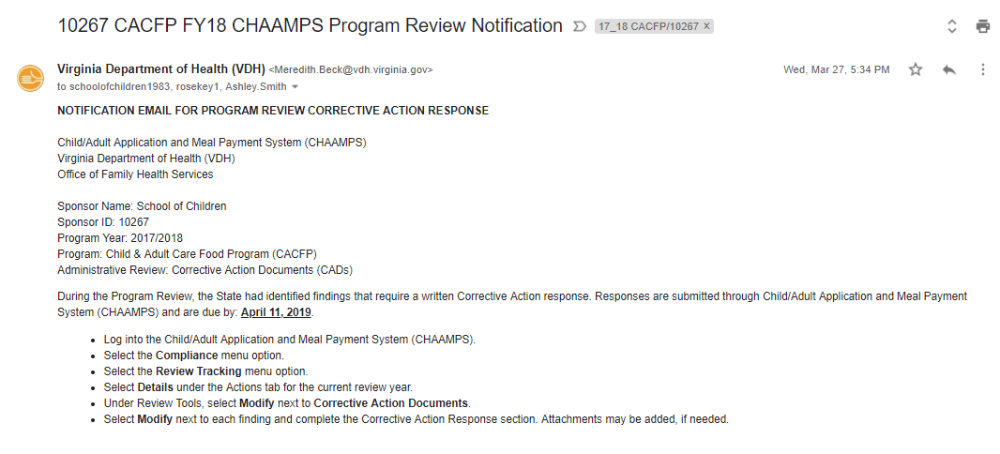 10267 CACFP FY18 CHAAMPS Program Review Notification 17_18 CACFP/10267 x
Virginia Department of Health (VDH) <Meredith.Beck@vdh.virginia.gov> Wed, Mar 27, 5:34 PM
to schoolofchildren1983, rosekey1, Ashley.Smith
NOTIFICATION EMAIL FOR PROGRAM REVIEW CORRECTIVE ACTION RESPONSE
Child/Adult Application and Meal Payment System (CHAAMPS)
Virginia Department of Health (VDH)
Office of Family Health Services
Sponsor Name: School of Children
Sponsor ID: 10267
Program Year: 2017/2018
Program: Child & Adult Care Food Program (CACFP)
Administrative Review: Corrective Action Documents (CADs)
During the Program Review, the State had identified findings that require a written Corrective Action response. Responses are submitted through Child/Adult Application and Meal Payment
System (CHAAMPS) and are due by: April 11, 2019.
• Log into the Child/Adult Application and Meal Payment System (CHAAMPS).
• Select the Compliance menu option.
• Select the Review Tracking menu option.
• Select Details under the Actions tab for the current review year.
• Under Review Tools, select Modify next to Corrective Action Documents.
• Select Modify next to each finding and complete the Corrective Action Response section. Attachments may be added, if needed.